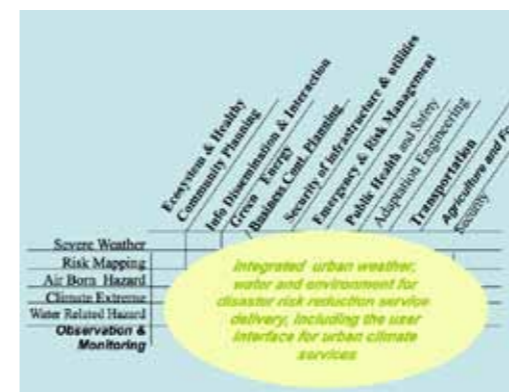 Ecosystem & Healthy
Community Planning
Info Dissemination & Interaction
Green Energy
Business Cont. Planning
Security of infrastructure & utilities
Emergency & Risk Management
Public Health and Safety
Adaptation Engineering
Transportation
Agriculture and
Security
Severe Weather
Risk Mapping
Air Born Hazard
Climate Extreme
Water Related Hazard
Observation &
Monitoring
Integrated urban weather,
water and environment for
disaster risk reduction service
delivery, including the user
interface for urban climate
services